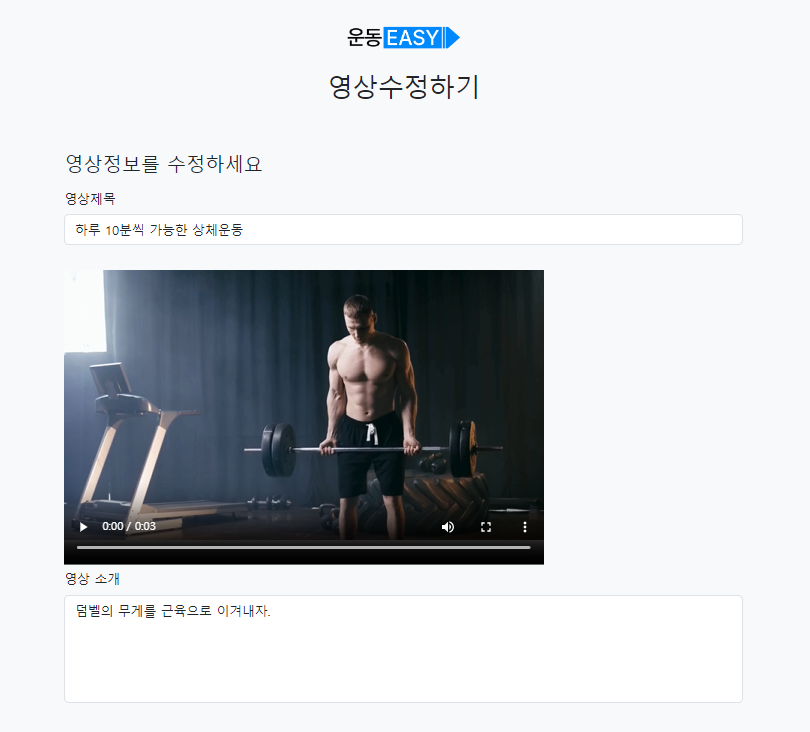 운동EASY
영상수정하기
영상정보를 수정하세요
영상제목
하루 10분씩 가능한 상체운동
0:00 / 0:03
영상 소개
덤벨의 무게를 근육으로 이겨내자.